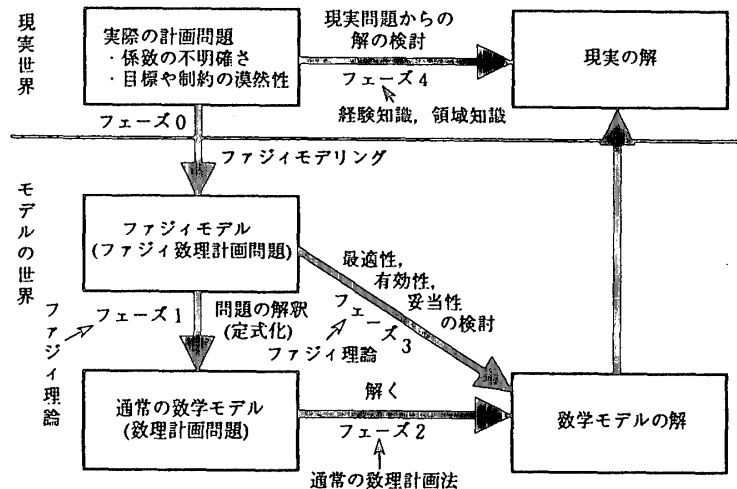 現実世界
実際の計画問題
・係数の不明確さ
・目標や制約の漠然性
現実問題からの
解の検討
フェーズ4
経験知識,領域知識
現実の解
フェーズ0
ファジィモデリング
モデルの世界
ファジィモデル
(ファジィ数理計画問題)
最適性,
有効性,
妥当性
の検討
フェーズ3
ファジィ理論
フェーズ1
問題の解釈
(定式化)
ファジィ理論
通常の数学モデル
(数理計画問題)
解く
フェーズ2
通常の数理計画法
数学モデルの解